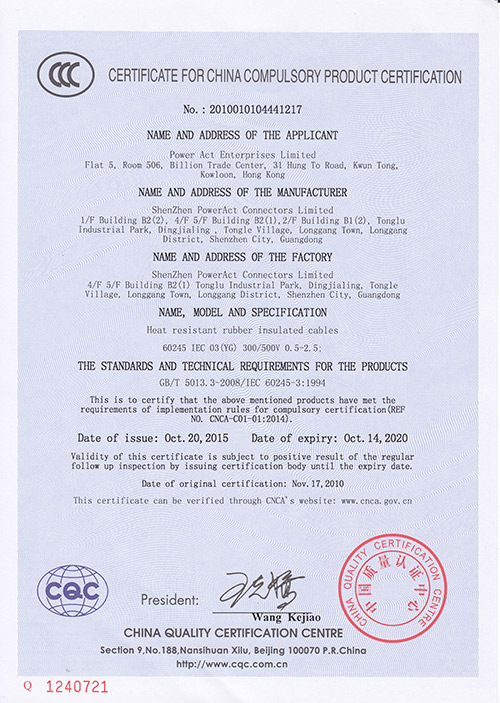 CCC
CERTIFICATE FOR CHINA COMPULSORY PRODUCT CERTIFICATION
No. : 2010010104441217
NAME AND ADDRESS OF THE APPLICANT
Power Act Enterprises Limited
Flat 5, Room 506, Billion Trade Center, 31 Hung To Road, Kwun Tong,
Kowloon, Hong Kong
NAME AND ADDRESS OF THE MANUFACTURER
ShenZhen PowerAct Connectors Limited
1/F Building B2(2), 4/F 5/F Building B2(1),2/F Building B1(2), Tonglu
Industrial Park, Dingjialing , Tongle Village, Longgang Town, Longgang
District, Shenzhen City, Guangdong
NAME AND ADDRESS OF THE FACTORY
ShenZhen PowerAct Connectors Limited
4/F 5/F Building B2(1) Tonglu Industrial Park, Dingjialing, Tongle
Village, Longgang Town, Longgang District, Shenzhen City, Guangdong
NAME, MODEL AND SPECIFICATION
Heat resistant rubber insulated cables
60245 IEC 03(YG) 300/500V 0.5-2.5;
THE STANDARDS AND TECHNICAL REQUIREMENTS FOR THE PRODUCTS
GB/T 5013.3-2008/IEC 60245-3:1994
This is to certify that the above mentioned products have met the
requirements of implementation rules for compulsory certification(REF
NO. CNCA-C01-01:2014).
Date of issue: Oct. 20, 2015 Date of expiry: Oct. 14, 2020
Validity of this certificate is subject to positive result of the regular
follow up inspection by issuing certification body until the expiry date.
Date of original certification: Nov. 17, 2010
This certificate can be verified through CNCA's website: www.cnca.gov.cn
CQC
President:
Wang Kejiao
CHINA QUALITY CERTIFICATION CENTRE
中国质量认证中心
CHINA QUALITY CERTIFICATION CENTRE
Section 9,No.188,Nansihuan Xilu, Beijing 100070 P.R.China
http://www.cqc.com.cn
Q 1240721